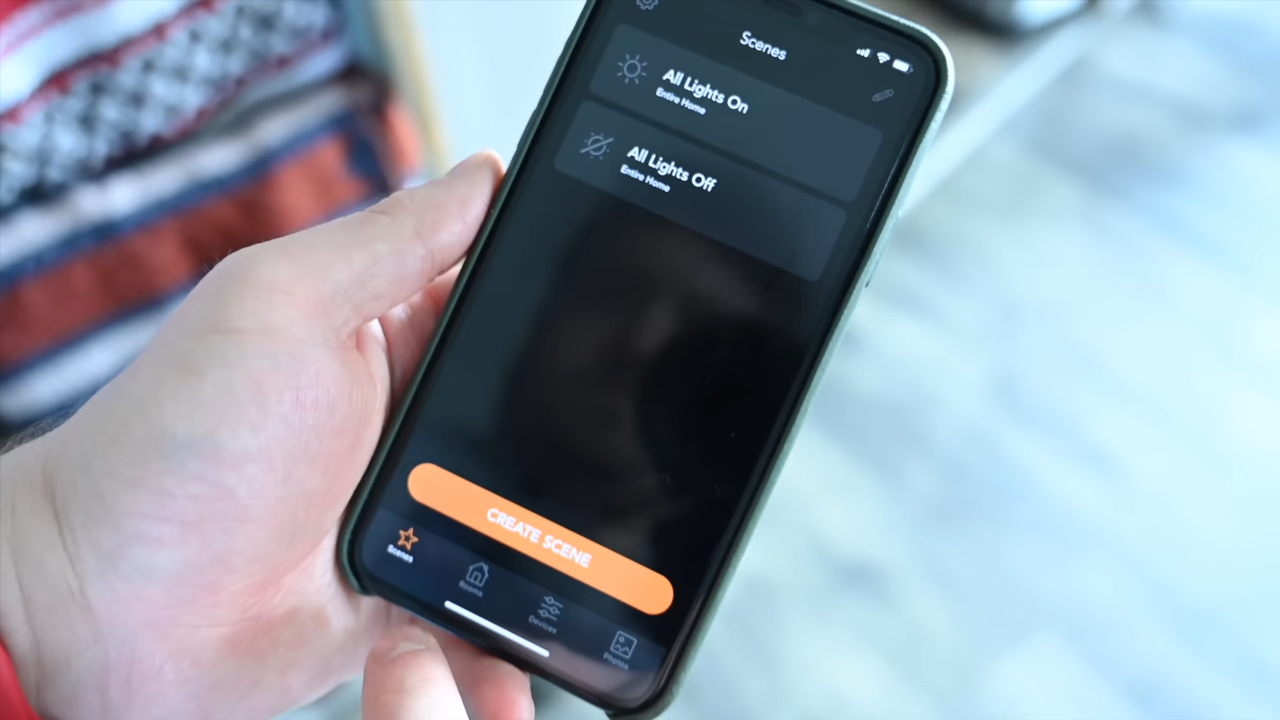 Scenes
All Lights On
Entire Home
All Lights Off
Entire Home
CREATE SCENE
Scenes
Rooms
Devices
Photos